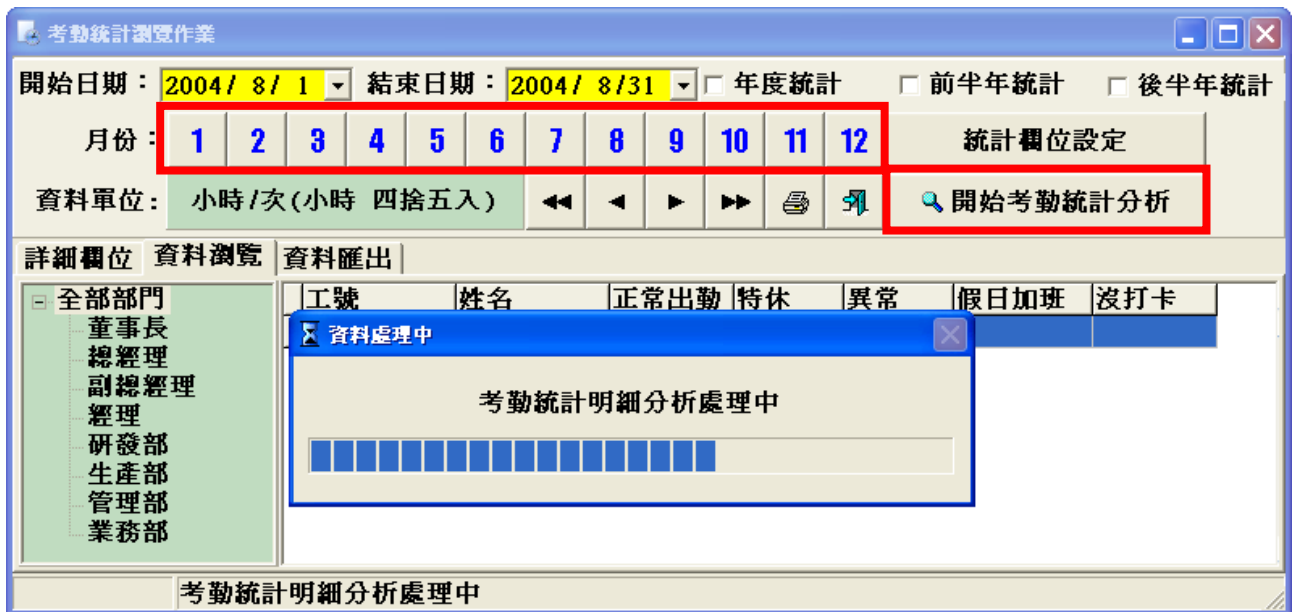 考勤統計瀏覽作業
開始日期： 2004/ 8/ 1 結束日期： 2004/ 8/31 年度統計 前半年統計 後半年統計
月份： 1 2 3 4 5 6 7 8 9 10 11 12 統計欄位設定
資料單位： 小時/次(小時 四捨五入) 開始考勤統計分析
詳細欄位 資料瀏覽 資料匯出
全部部門 工號 姓名 正常出勤 特休 異常 假日加班 沒打卡
董事長
總經理
副總經理
經理
研發部
生產部
管理部
業務部
資料處理中
考勤統計明細分析處理中
考勤統計明細分析處理中